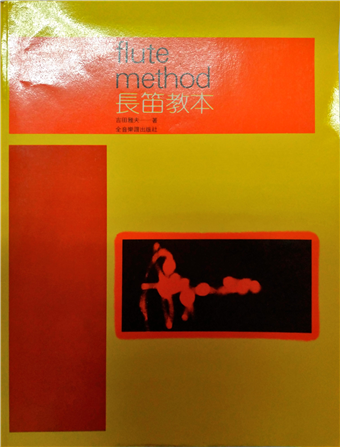 flute
method
長笛教本
吉田雅夫——著
全音樂譜出版社